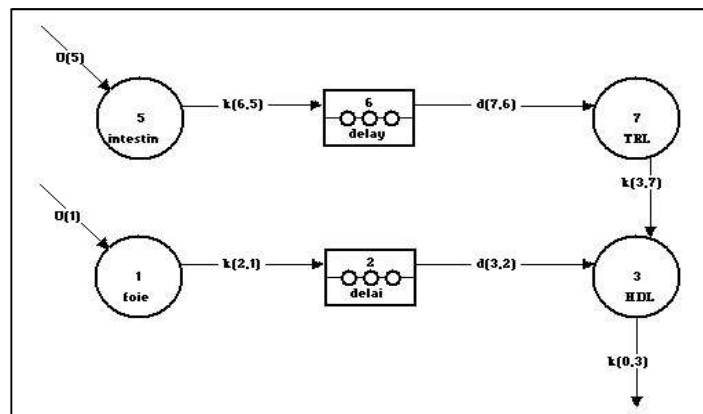 U(5)
5
intestin
k(6,5)
6
delay
d(7,6)
7
TRL
k(3,7)
U(1)
1
foie
k(2,1)
2
delai
d(3,2)
3
HDL
k(0,3)